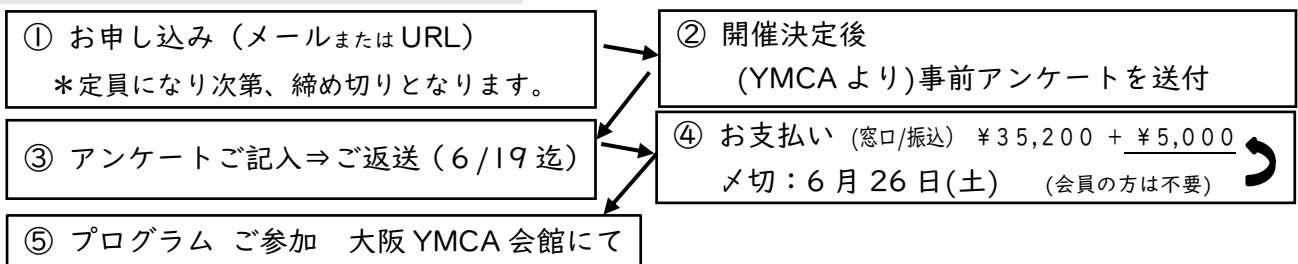 ① お申し込み（メールまたはURL）
＊定員になり次第、締め切りとなります。
② 開催決定後
(YMCAより)事前アンケートを送付
③ アンケートご記入⇒ご返送（6/19迄）
④ お支払い (窓口/振込) ¥35,200 + ¥5,000
〆切：6月26日(土) (会員の方は不要)
⑤ プログラム ご参加 大阪YMCA会館にて